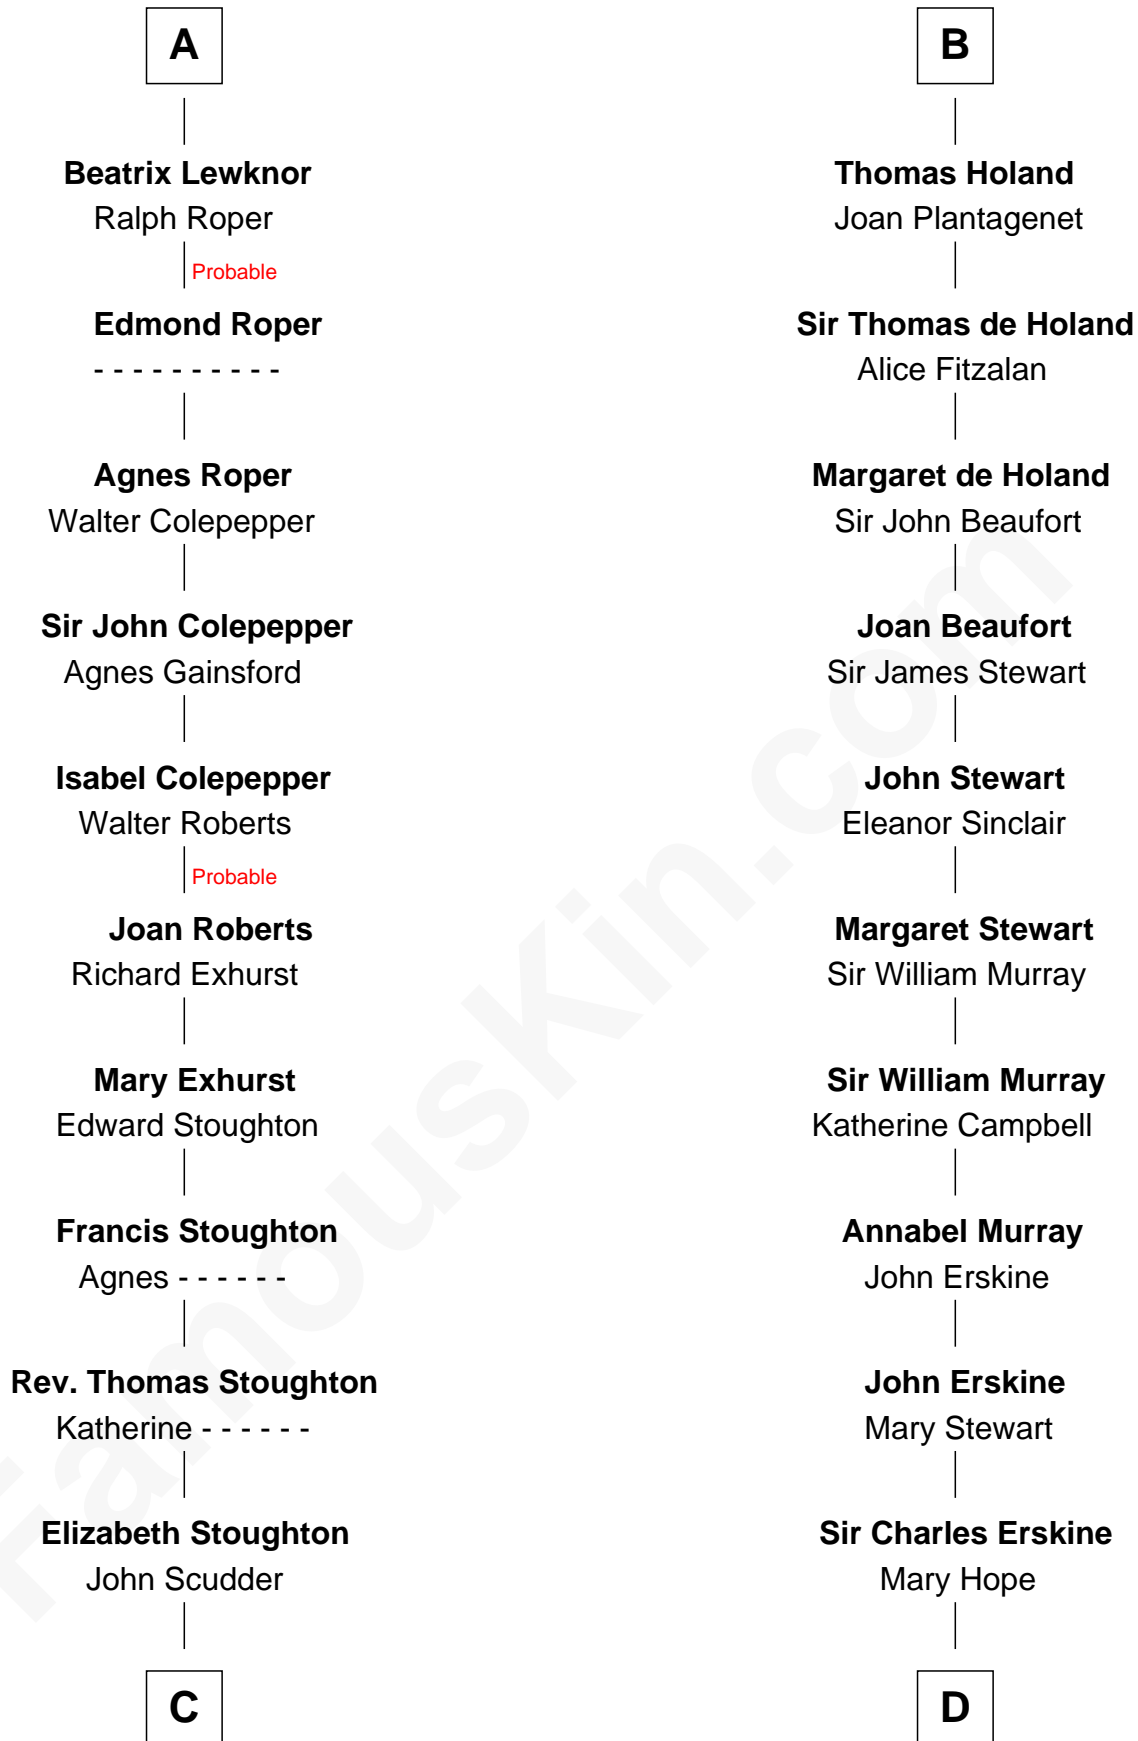 A
Beatrix Lewknor
Ralph Roper
Probable
Edmond Roper
- - - - - - - - - -
Agnes Roper
Walter Colepepper
Sir John Colepepper
Agnes Gainsford
Isabel Colepepper
Walter Roberts
Probable
Joan Roberts
Richard Exhurst
Mary Exhurst
Edward Stoughton
Francis Stoughton
Agnes - - - - - -
Rev. Thomas Stoughton
Katherine - - - - - -
Elizabeth Stoughton
John Scudder
C
B
Thomas Holand
Joan Plantagenet
Sir Thomas de Holand
Alice Fitzalan
Margaret de Holand
Sir John Beaufort
Joan Beaufort
Sir James Stewart
John Stewart
Eleanor Sinclair
Margaret Stewart
Sir William Murray
Sir William Murray
Katherine Campbell
Annabel Murray
John Erskine
John Erskine
Mary Stewart
Sir Charles Erskine
Mary Hope
D
FamousKin.com